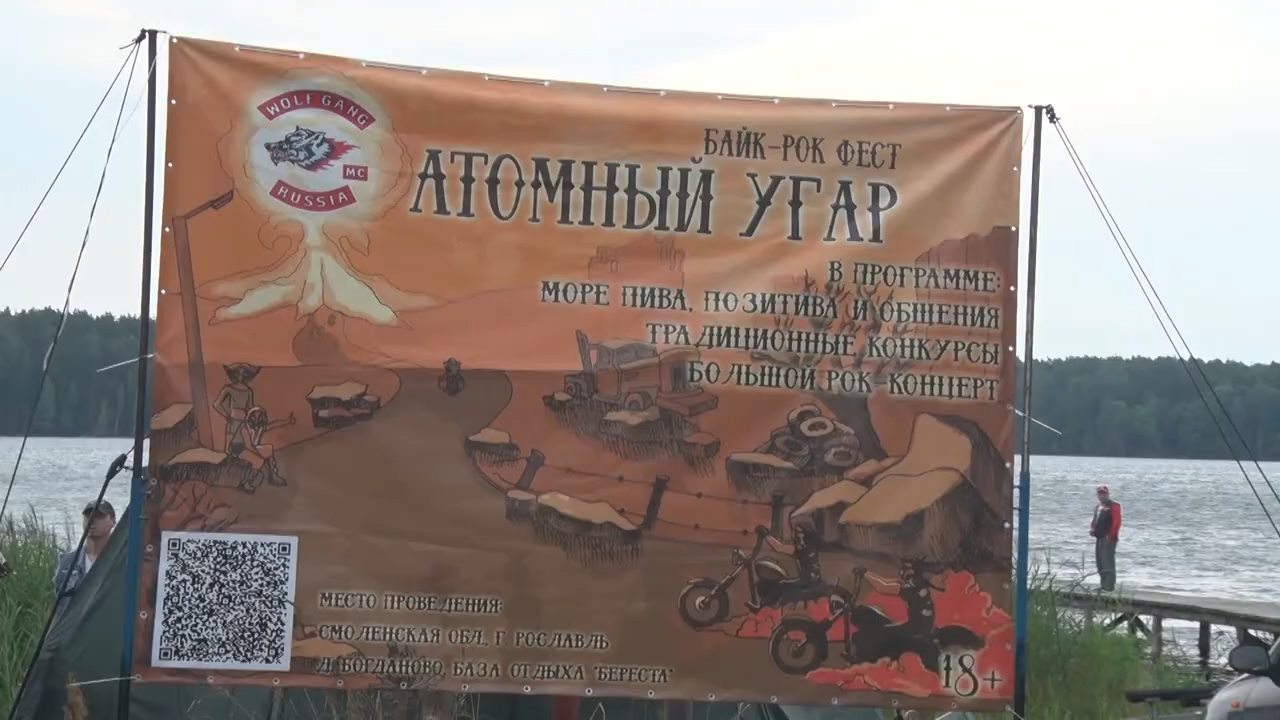 WOLF GANG
MC
RUSSIA
БАЙК-РОК ФЕСТ
АТОМНЫЙ УГАР
В ПРОГРАММЕ:
МОРЕ ПИВА, ПОЗИТИВА И ОБЩЕНИЯ
ТРАДИЦИОННЫЕ КОНКУРСЫ
БОЛЬШОЙ РОК-КОНЦЕРТ
МЕСТО ПРОВЕДЕНИЯ:
СМОЛЕНСКАЯ ОБЛ., Г. РОСЛАВЛЬ
Д. БОГДАНОВО, БАЗА ОТДЫХА "БЕРЕСТА"
18+